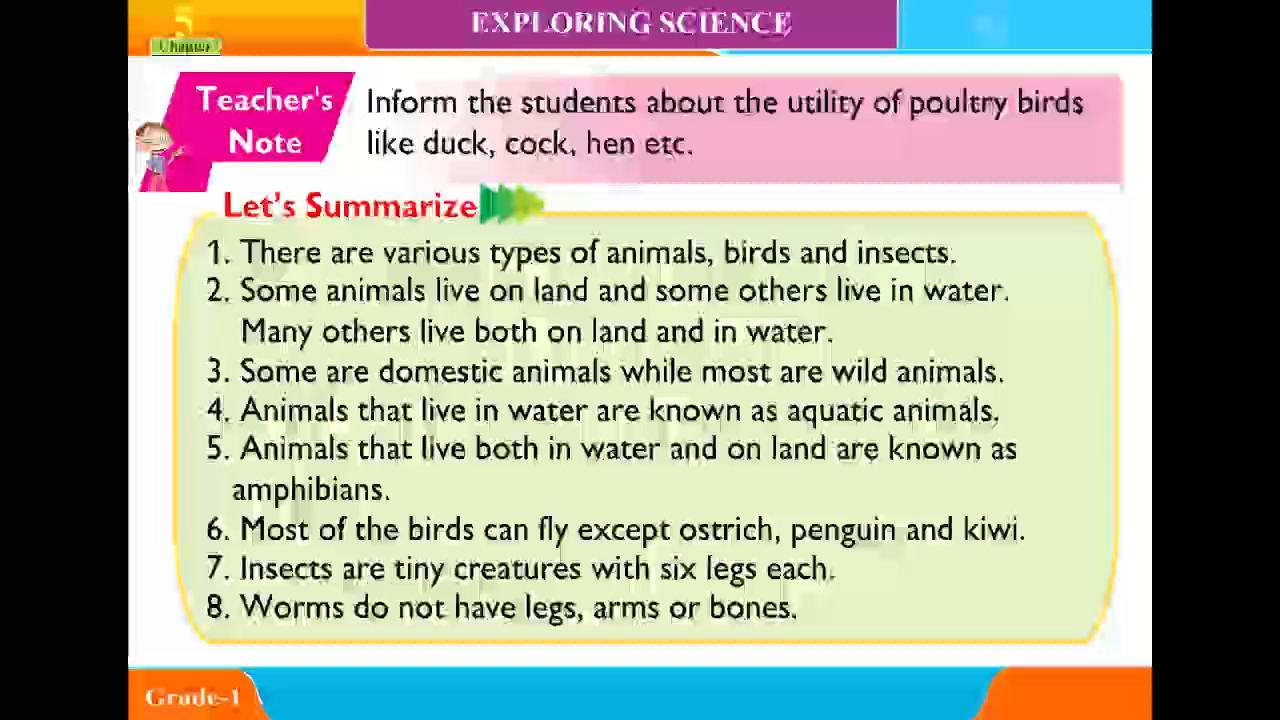 5
Chapter
EXPLORING SCIENCE
Teacher's
Note
Inform the students about the utility of poultry birds
like duck, cock, hen etc.
Let's Summarize
1. There are various types of animals, birds and insects.
2. Some animals live on land and some others live in water.
Many others live both on land and in water.
3. Some are domestic animals while most are wild animals.
4. Animals that live in water are known as aquatic animals.
5. Animals that live both in water and on land are known as
amphibians.
6. Most of the birds can fly except ostrich, penguin and kiwi.
7. Insects are tiny creatures with six legs each.
8. Worms do not have legs, arms or bones.
Grade-1